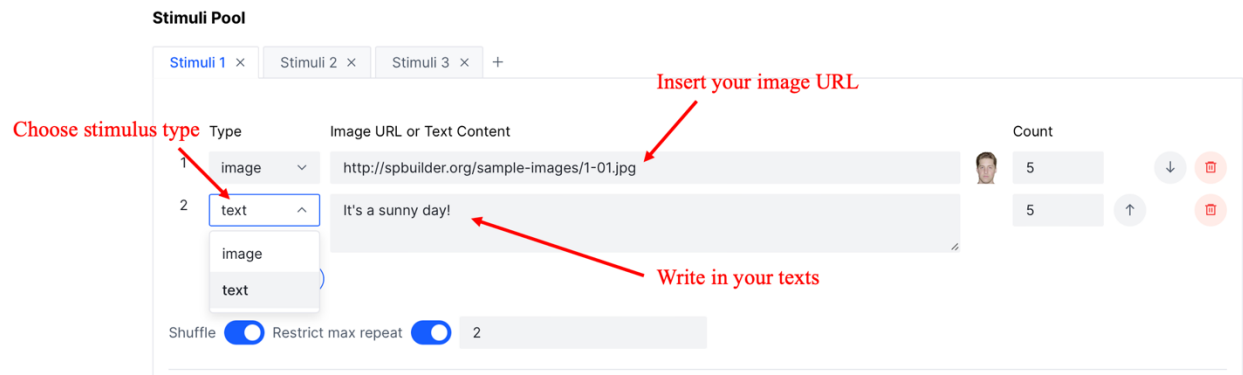 Stimuli Pool
Stimuli 1 × Stimuli 2 × Stimuli 3 × +
Insert your image URL
Choose stimulus type Type Image URL or Text Content Count
1 image http://spbuilder.org/sample-images/1-01.jpg 5
2 text It's a sunny day! 5
image
Write in your texts
text
Shuffle Restrict max repeat 2